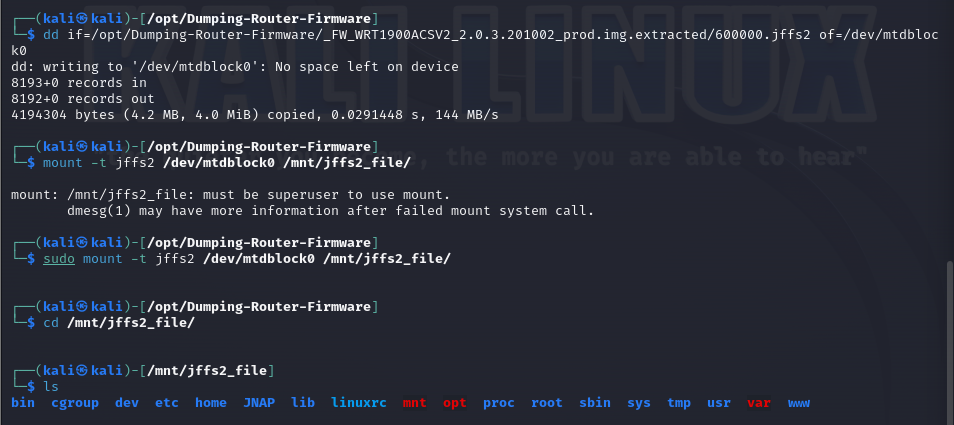 ┌──(kali㉿kali)-[/opt/Dumping-Router-Firmware]
└─$ dd if=/opt/Dumping-Router-Firmware/_FW_WRT1900ACSV2_2.0.3.201002_prod.img.extracted/600000.jffs2 of=/dev/mtdbloc
k0
dd: writing to '/dev/mtdblock0': No space left on device
8193+0 records in
8192+0 records out
4194304 bytes (4.2 MB, 4.0 MiB) copied, 0.0291448 s, 144 MB/s
┌──(kali㉿kali)-[/opt/Dumping-Router-Firmware]
└─$ mount -t jffs2 /dev/mtdblock0 /mnt/jffs2_file/
mount: /mnt/jffs2_file: must be superuser to use mount.
dmesg(1) may have more information after failed mount system call.
┌──(kali㉿kali)-[/opt/Dumping-Router-Firmware]
└─$ sudo mount -t jffs2 /dev/mtdblock0 /mnt/jffs2_file/
┌──(kali㉿kali)-[/opt/Dumping-Router-Firmware]
└─$ cd /mnt/jffs2_file/
┌──(kali㉿kali)-[/mnt/jffs2_file]
└─$ ls
bin cgroup dev etc home JNAP lib linuxrc mnt opt proc root sbin sys tmp usr var www
KALI LINUX
, the more you are able to hear"